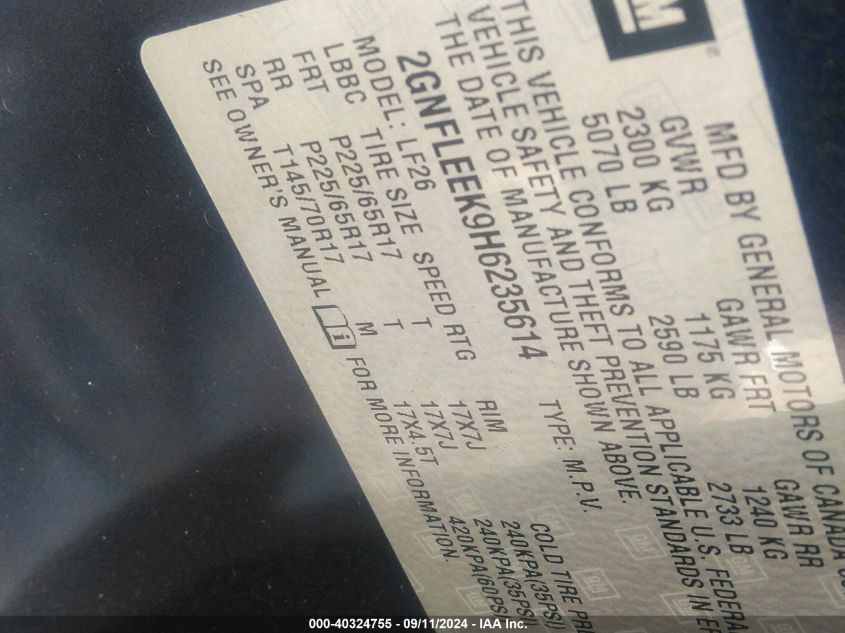 GM
MFD BY GENERAL MOTORS OF CANADA
GVWR GAWR FRT GAWR RR
2300 KG 1175 KG 1240 KG
5070 LB 2590 LB 2733 LB
THIS VEHICLE CONFORMS TO ALL APPLICABLE U.S. FEDERA
VEHICLE SAFETY AND THEFT PREVENTION STANDARDS IN EF
THE DATE OF MANUFACTURE SHOWN ABOVE.
2GNFLEEK9H6235614 TYPE: M.P.V.
MODEL: LF26
LBBC TIRE SIZE SPEED RTG RIM COLD TIRE PR
FRT P225/65R17 T 17X7J 240KPA(35PSI)
RR P225/65R17 T 17X7J 240KPA(35PSI)
SPA T145/70R17 M 17X4.5T 420KPA(60PSI)
SEE OWNER'S MANUAL FOR MORE INFORMATION.
000-40324755 - 09/11/2024 - IAA Inc.